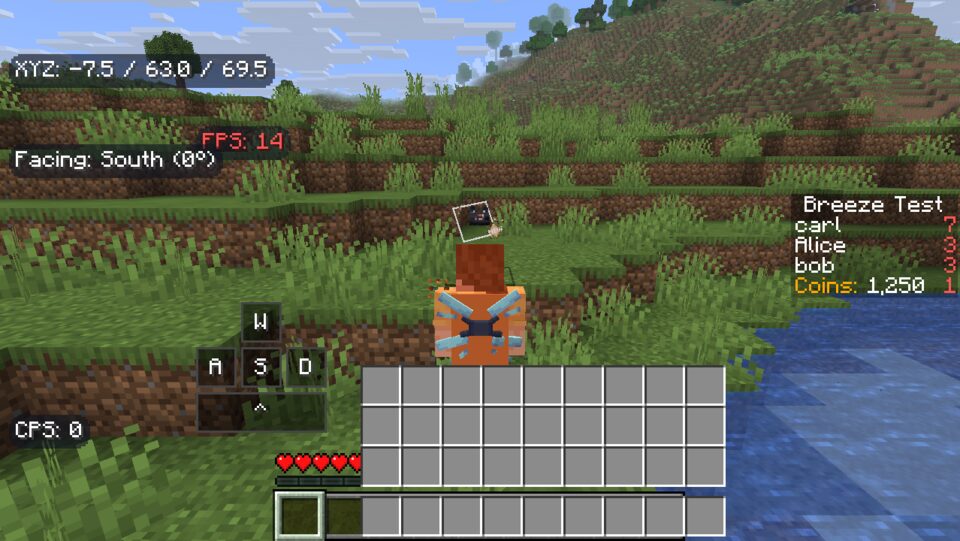 XYZ: -7.5 / 63.0 / 69.5
FPS: 14
Facing: South (0°)
Breeze Test
carl 7
Alice 3
bob 3
Coins: 1,250 1
W
A S D
^
CPS: 0